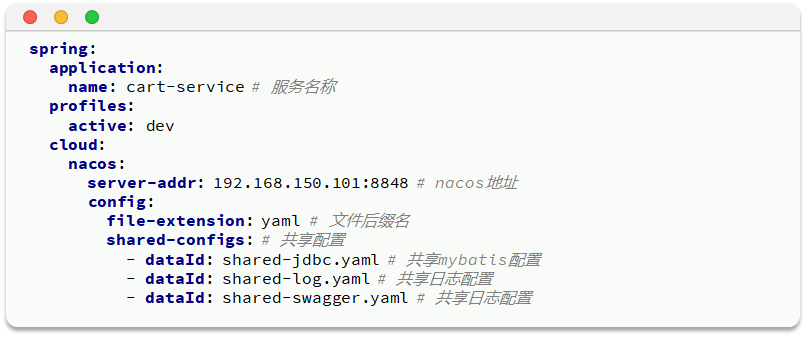 spring:
  application:
    name: cart-service # 服务名称
  profiles:
    active: dev
  cloud:
    nacos:
      server-addr: 192.168.150.101:8848 # nacos地址
      config:
        file-extension: yaml # 文件后缀名
        shared-configs: # 共享配置
          - dataId: shared-jdbc.yaml # 共享mybatis配置
          - dataId: shared-log.yaml # 共享日志配置
          - dataId: shared-swagger.yaml # 共享日志配置